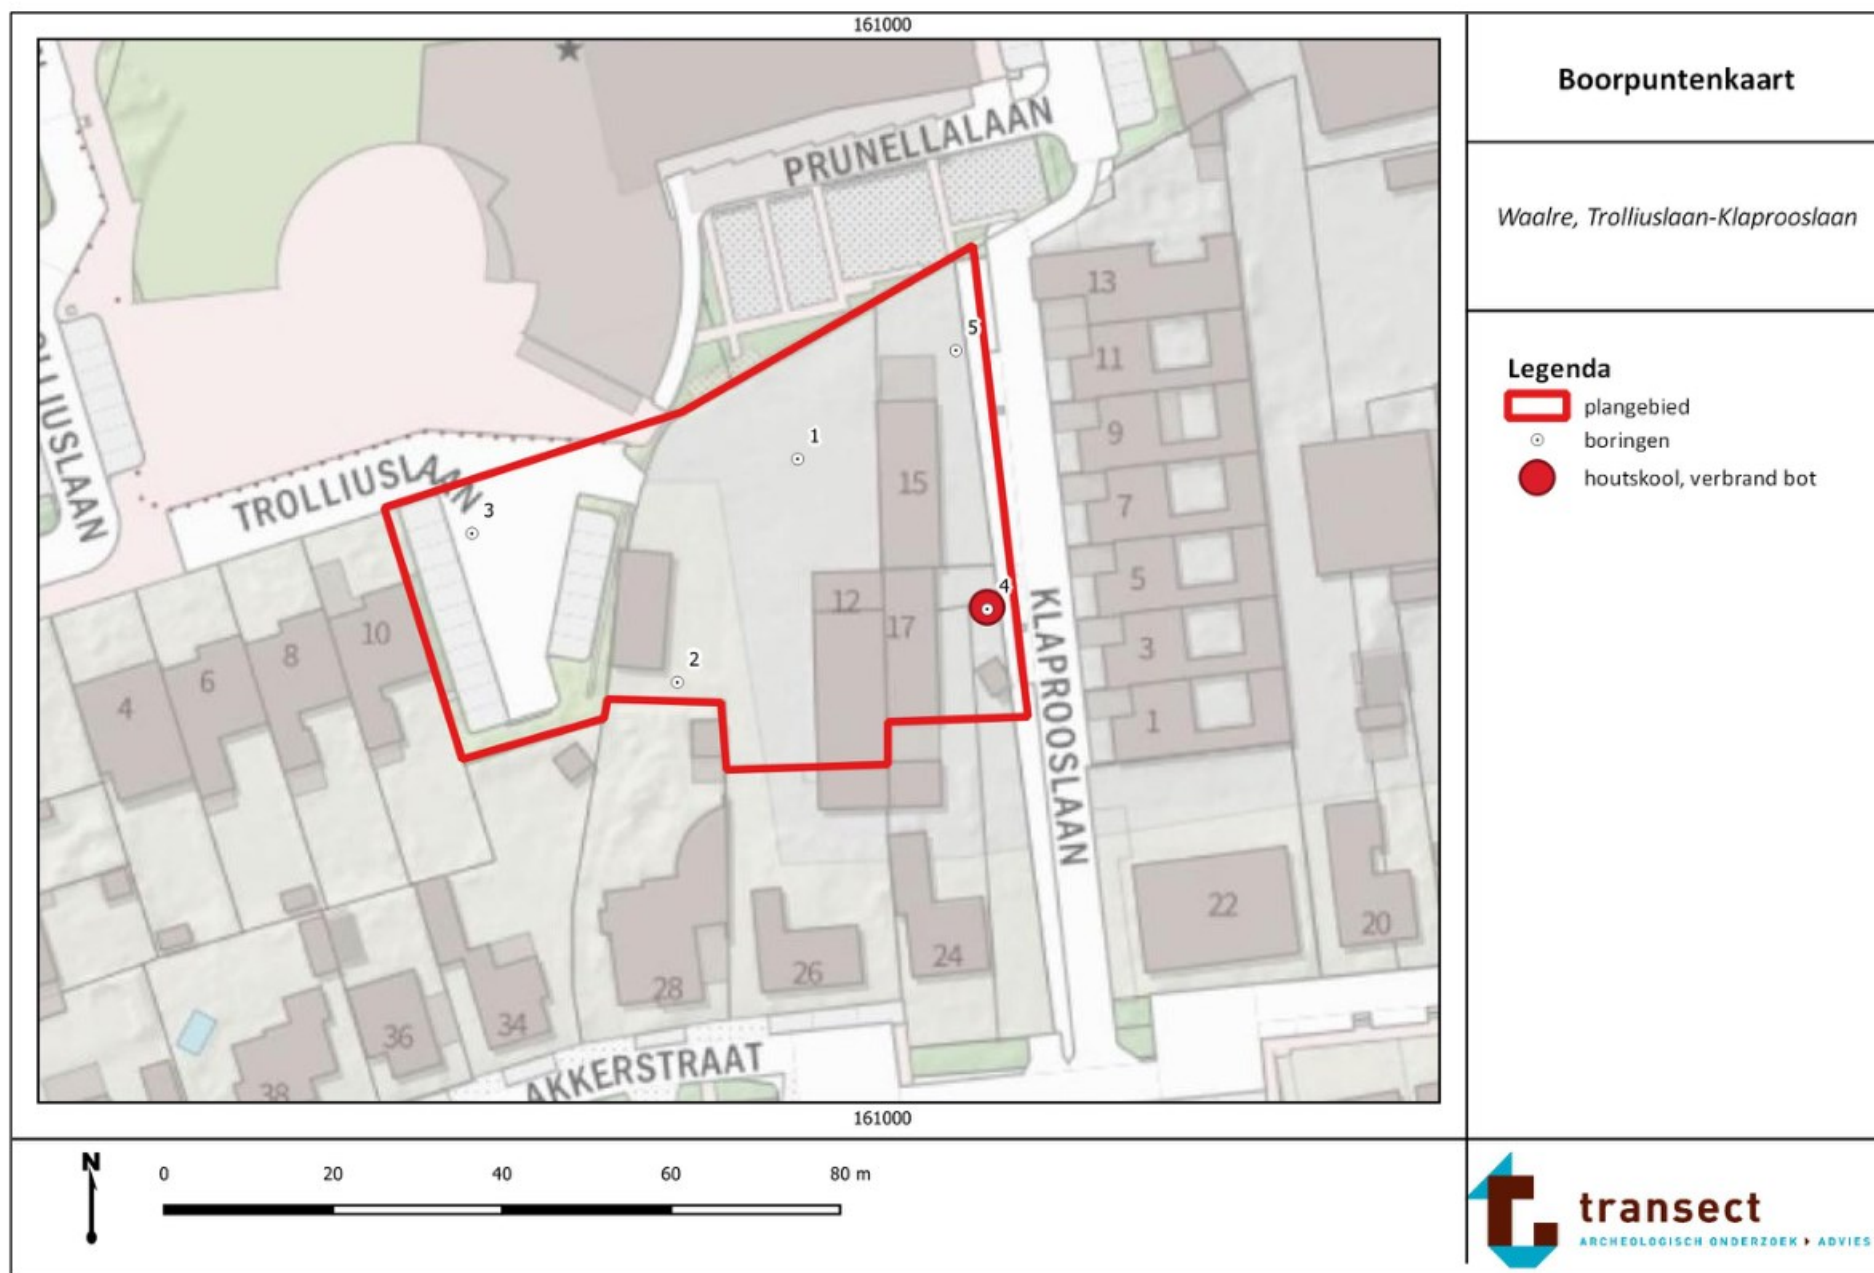 161000
Boorpuntenkaart
Waalre, Trolliuslaan-Klaprooslaan
Legenda
plangebied
boringen
houtskool, verbrand bot
PRUNELLALAAN
TROLLIUSLAAN
KLAPROOSLAAN
AKKERSTRAAT
13
11
9
7
5
3
1
5
1
15
3
4
12
17
2
10
8
6
4
22
20
24
26
28
34
36
38
161000
N
0 20 40 60 80 m
transect
ARCHEOLOGISCH ONDERZOEK ▸ ADVIES